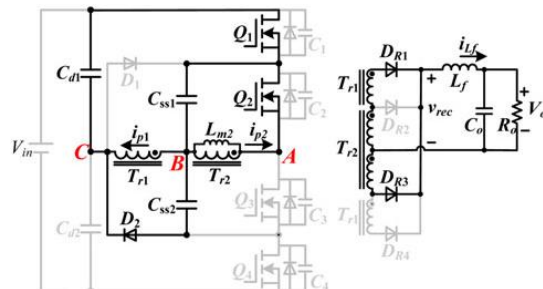 Q1
C1
Cd1
D1
Css1
Q2
C2
ip1
Lm2
ip2
Vin
C
B
A
Tr1
Tr2
Cd2
D2
Css2
Q3
C3
Q4
C4
DR1
iLf
Tr1
+
Lf
+
DR2
vrec
Co
Ro
Vo
Tr2
−
−
DR3
Tr1
DR4